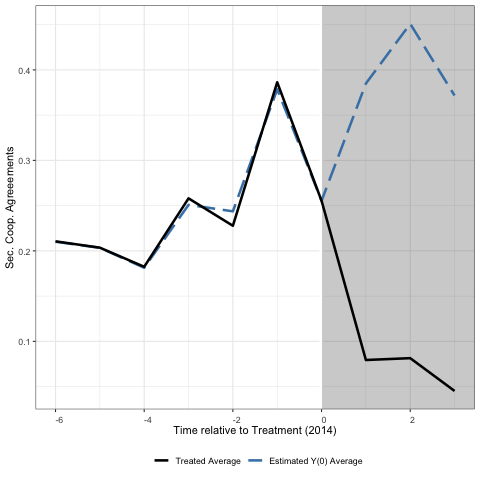 Sec. Coop. Agreeements
0.4
0.3
0.2
0.1
-6 -4 -2 0 2
Time relative to Treatment (2014)
Treated Average Estimated Y(0) Average